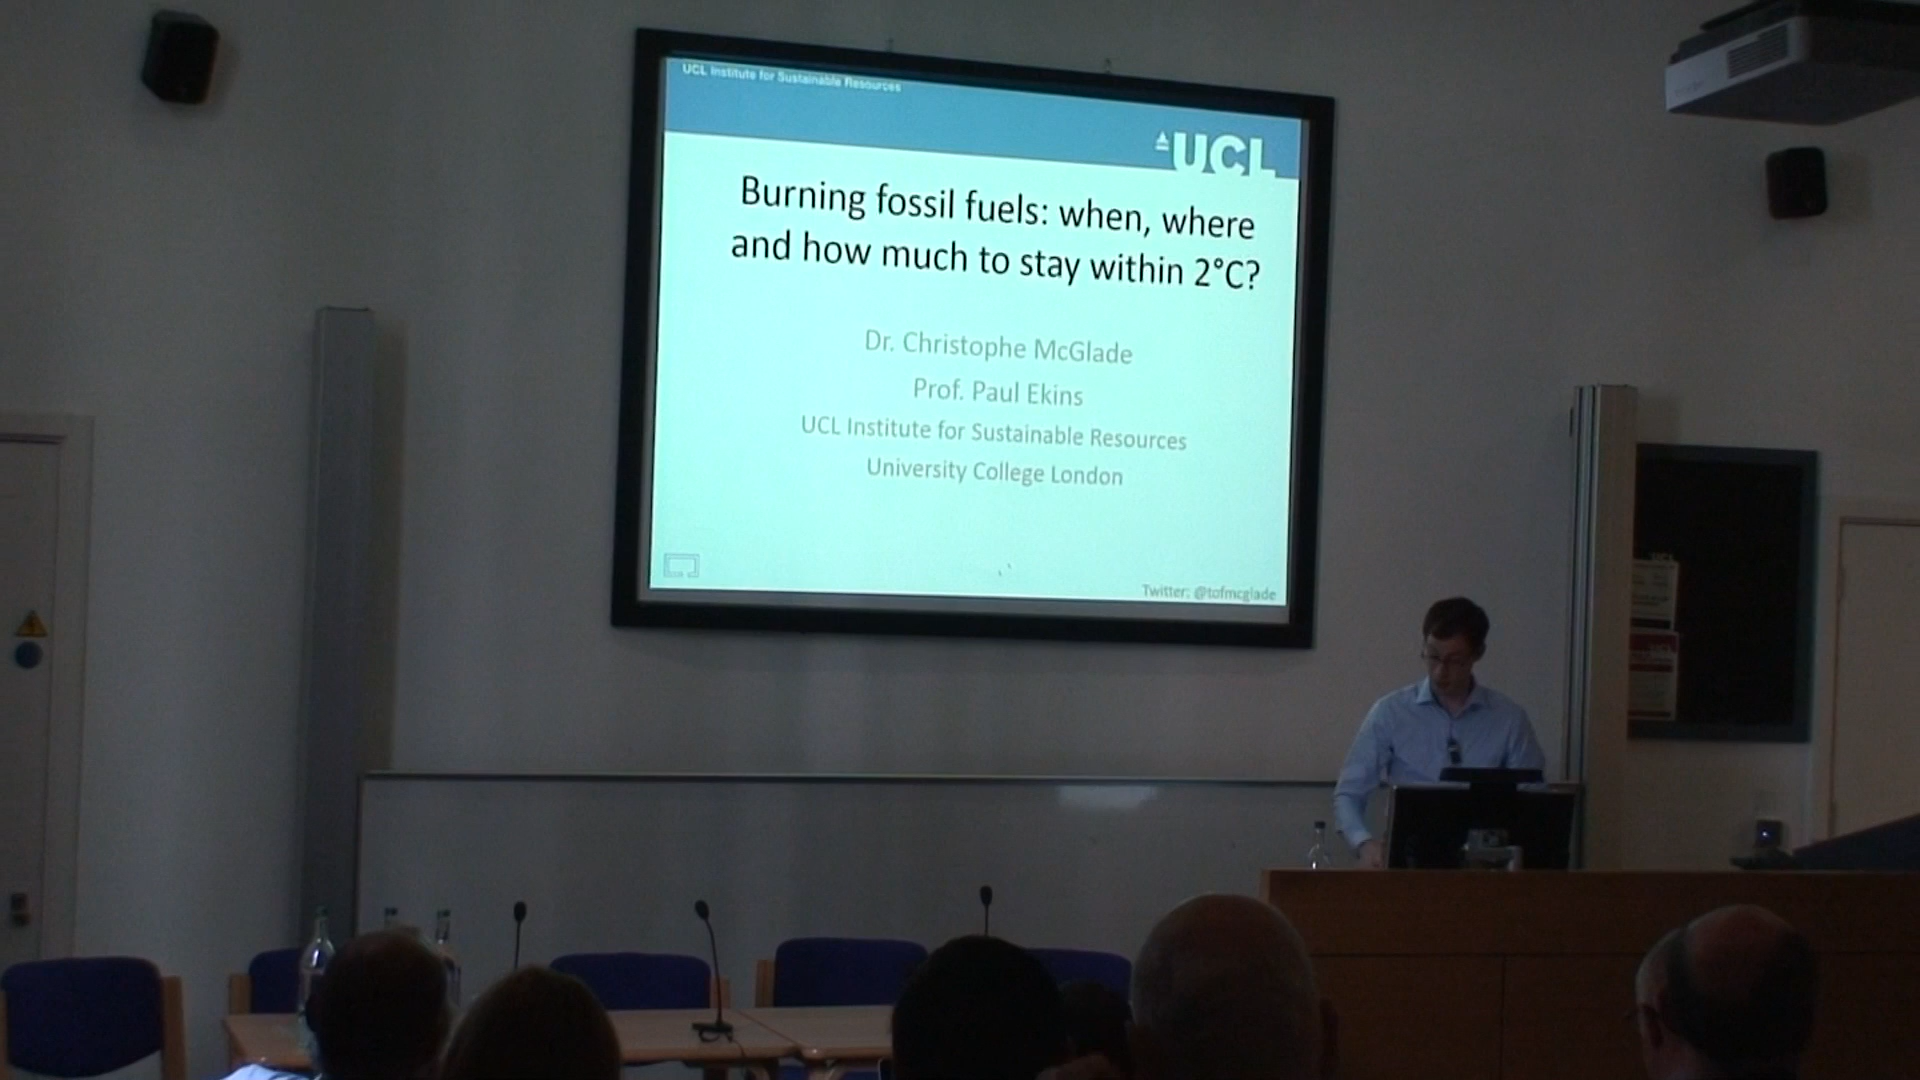 UCL Institute for Sustainable Resources
UCL
Burning fossil fuels: when, where
and how much to stay within 2°C?
Dr. Christophe McGlade
Prof. Paul Ekins
UCL Institute for Sustainable Resources
University College London
Twitter: @tofmcglade